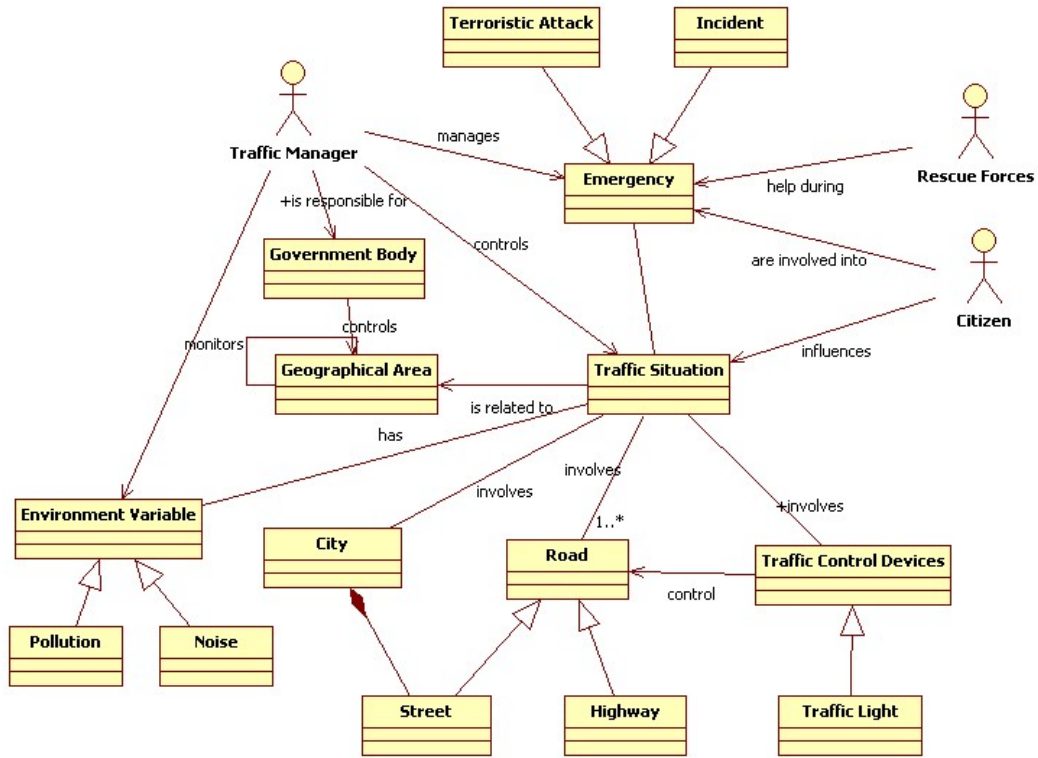 Terroristic Attack
Incident
manages
Traffic Manager
Emergency
Rescue Forces
help during
+is responsible for
controls
Government Body
are involved into
Citizen
controls
monitors
influences
Geographical Area
Traffic Situation
is related to
has
involves
involves
+involves
Environment Variable
1..*
City
Road
Traffic Control Devices
control
Pollution
Noise
Street
Highway
Traffic Light